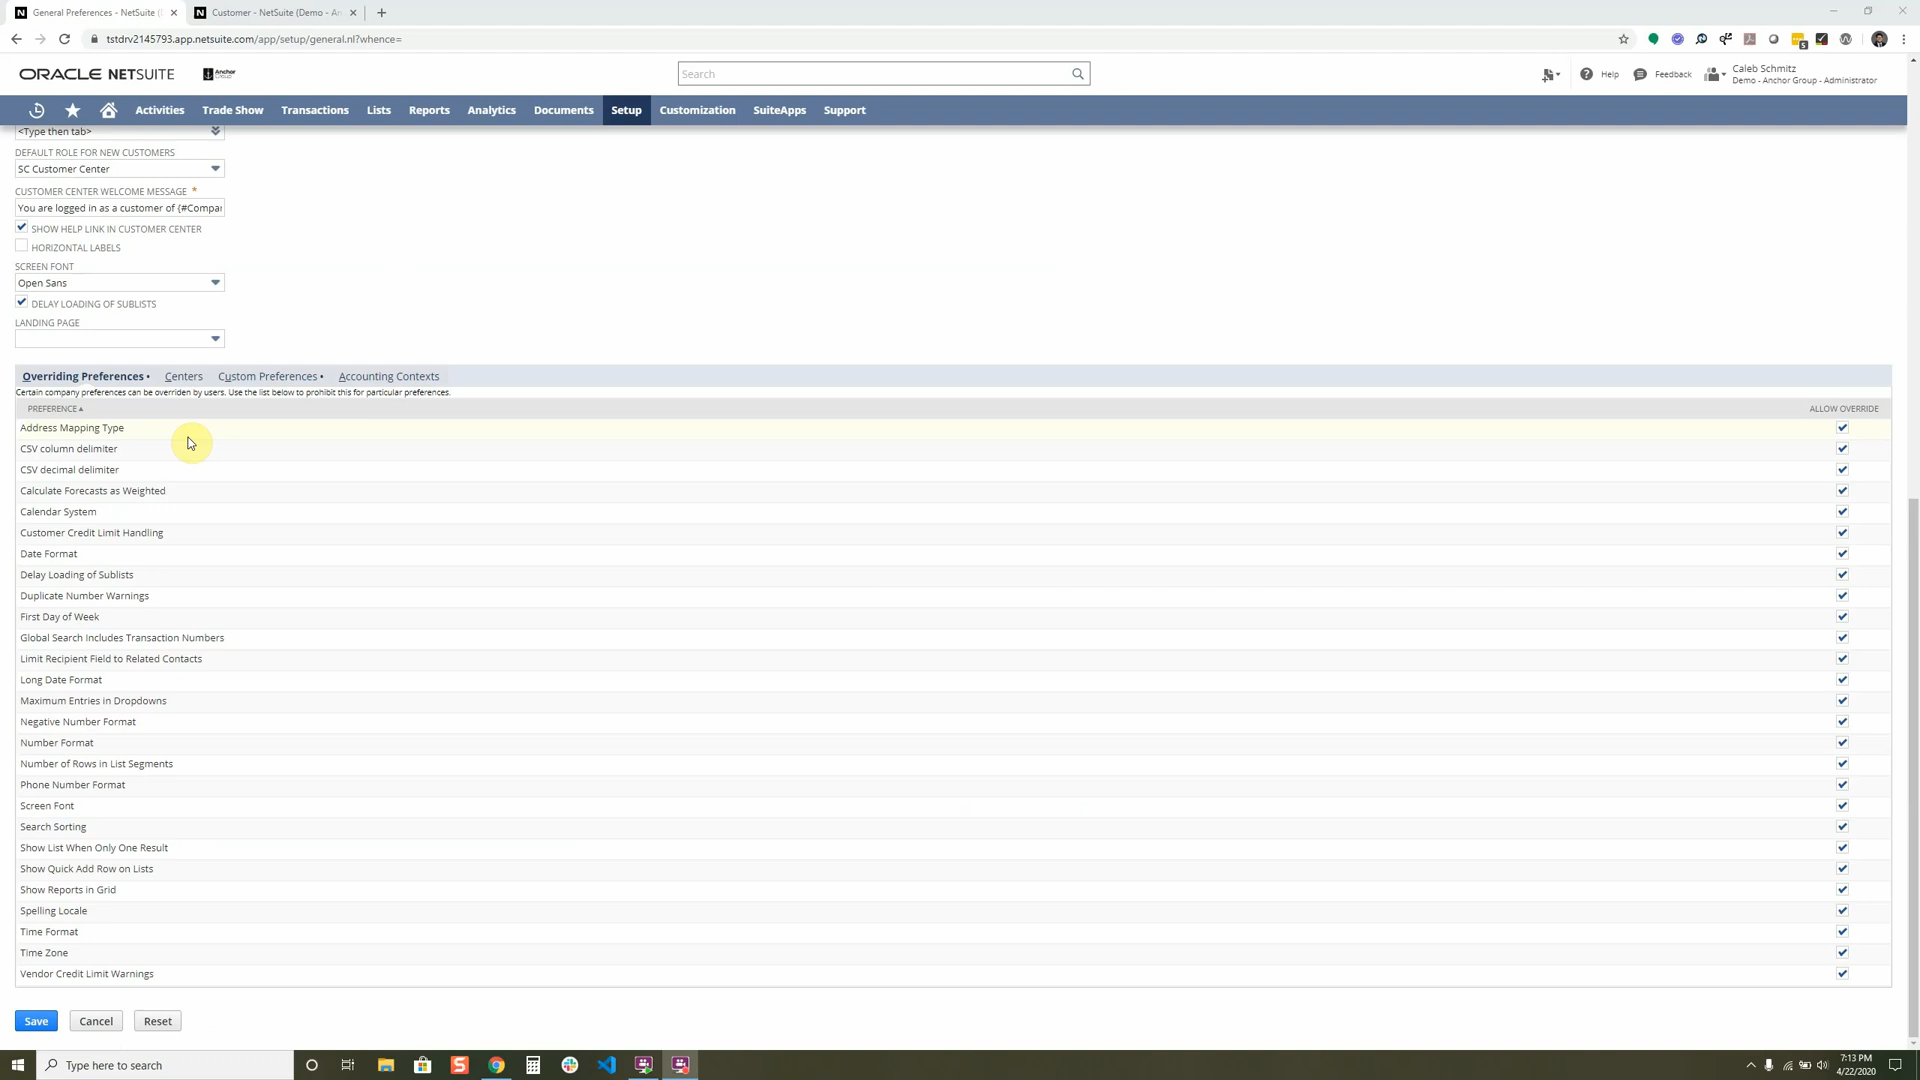 General Preferences - NetSuite (
Customer - NetSuite (Demo - An
tstdrv2145793.app.netsuite.com/app/setup/general.nl?whence=
ORACLE NETSUITE
Anchor Group
Search
Help
Feedback
Caleb Schmitz
Demo - Anchor Group - Administrator
Activities Trade Show Transactions Lists Reports Analytics Documents Setup Customization SuiteApps Support
<Type then tab>
DEFAULT ROLE FOR NEW CUSTOMERS
SC Customer Center
CUSTOMER CENTER WELCOME MESSAGE *
You are logged in as a customer of {#Compar
SHOW HELP LINK IN CUSTOMER CENTER
HORIZONTAL LABELS
SCREEN FONT
Open Sans
DELAY LOADING OF SUBLISTS
LANDING PAGE
Overriding Preferences • Centers Custom Preferences • Accounting Contexts
Certain company preferences can be overriden by users. Use the list below to prohibit this for particular preferences.
PREFERENCE ▲ ALLOW OVERRIDE
Address Mapping Type
CSV column delimiter
CSV decimal delimiter
Calculate Forecasts as Weighted
Calendar System
Customer Credit Limit Handling
Date Format
Delay Loading of Sublists
Duplicate Number Warnings
First Day of Week
Global Search Includes Transaction Numbers
Limit Recipient Field to Related Contacts
Long Date Format
Maximum Entries in Dropdowns
Negative Number Format
Number Format
Number of Rows in List Segments
Phone Number Format
Screen Font
Search Sorting
Show List When Only One Result
Show Quick Add Row on Lists
Show Reports in Grid
Spelling Locale
Time Format
Time Zone
Vendor Credit Limit Warnings
Save Cancel Reset
Type here to search
7:13 PM
4/22/2020